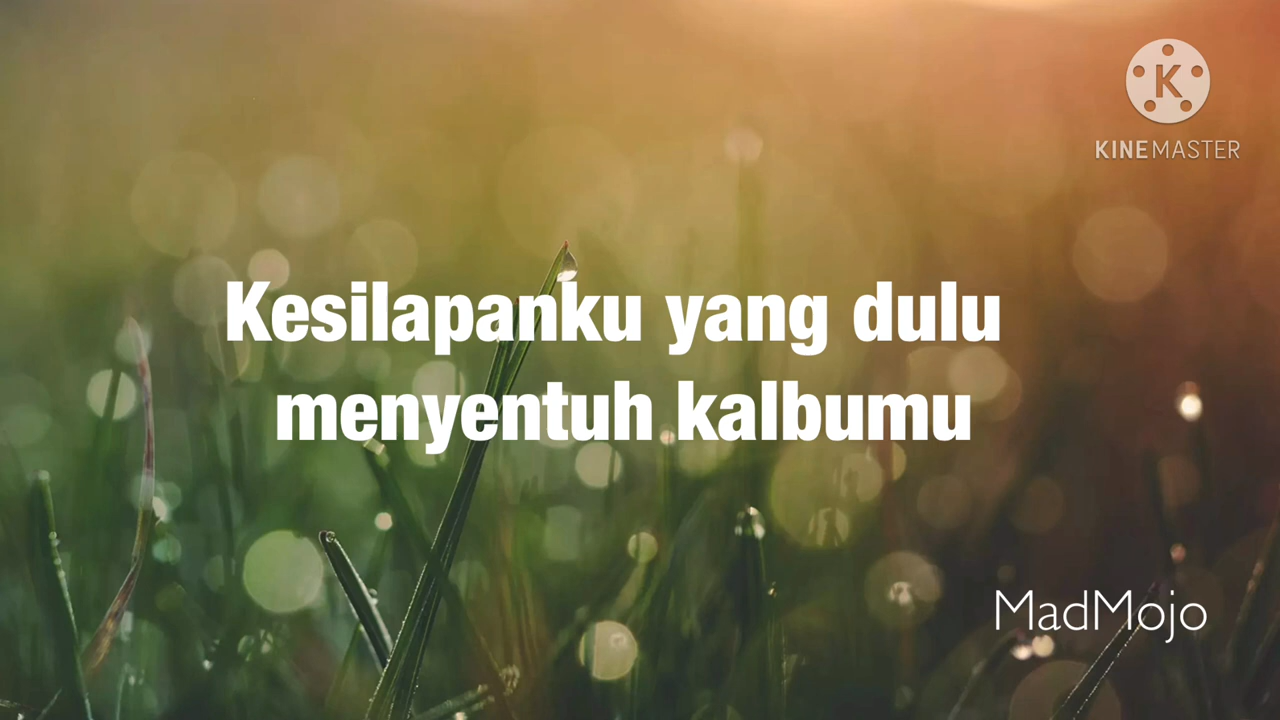 K
KINEMASTER
Kesilapanku yang dulu
menyentuh kalbumu
MadMojo